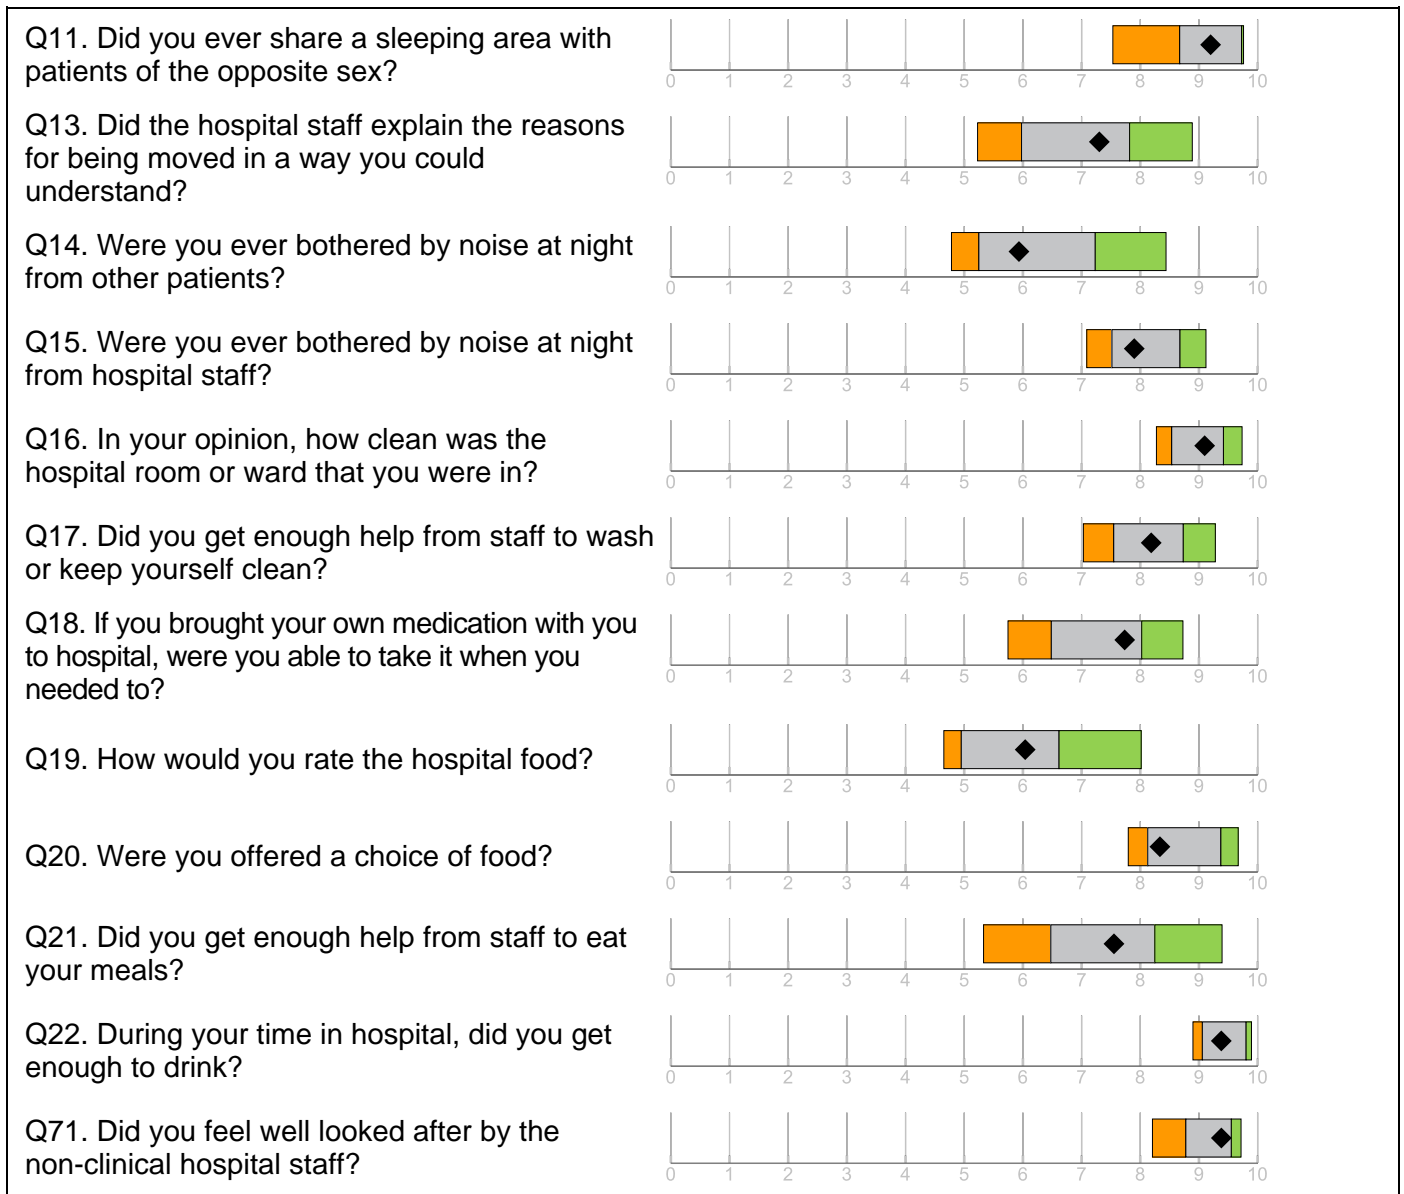 Q11. Did you ever share a sleeping area with
patients of the opposite sex?
0 1 2 3 4 5 6 7 8 9 10
Q13. Did the hospital staff explain the reasons
for being moved in a way you could
understand?
0 1 2 3 4 5 6 7 8 9 10
Q14. Were you ever bothered by noise at night
from other patients?
0 1 2 3 4 5 6 7 8 9 10
Q15. Were you ever bothered by noise at night
from hospital staff?
0 1 2 3 4 5 6 7 8 9 10
Q16. In your opinion, how clean was the
hospital room or ward that you were in?
0 1 2 3 4 5 6 7 8 9 10
Q17. Did you get enough help from staff to wash
or keep yourself clean?
0 1 2 3 4 5 6 7 8 9 10
Q18. If you brought your own medication with you
to hospital, were you able to take it when you
needed to?
0 1 2 3 4 5 6 7 8 9 10
Q19. How would you rate the hospital food?
0 1 2 3 4 5 6 7 8 9 10
Q20. Were you offered a choice of food?
0 1 2 3 4 5 6 7 8 9 10
Q21. Did you get enough help from staff to eat
your meals?
0 1 2 3 4 5 6 7 8 9 10
Q22. During your time in hospital, did you get
enough to drink?
0 1 2 3 4 5 6 7 8 9 10
Q71. Did you feel well looked after by the
non-clinical hospital staff?
0 1 2 3 4 5 6 7 8 9 10